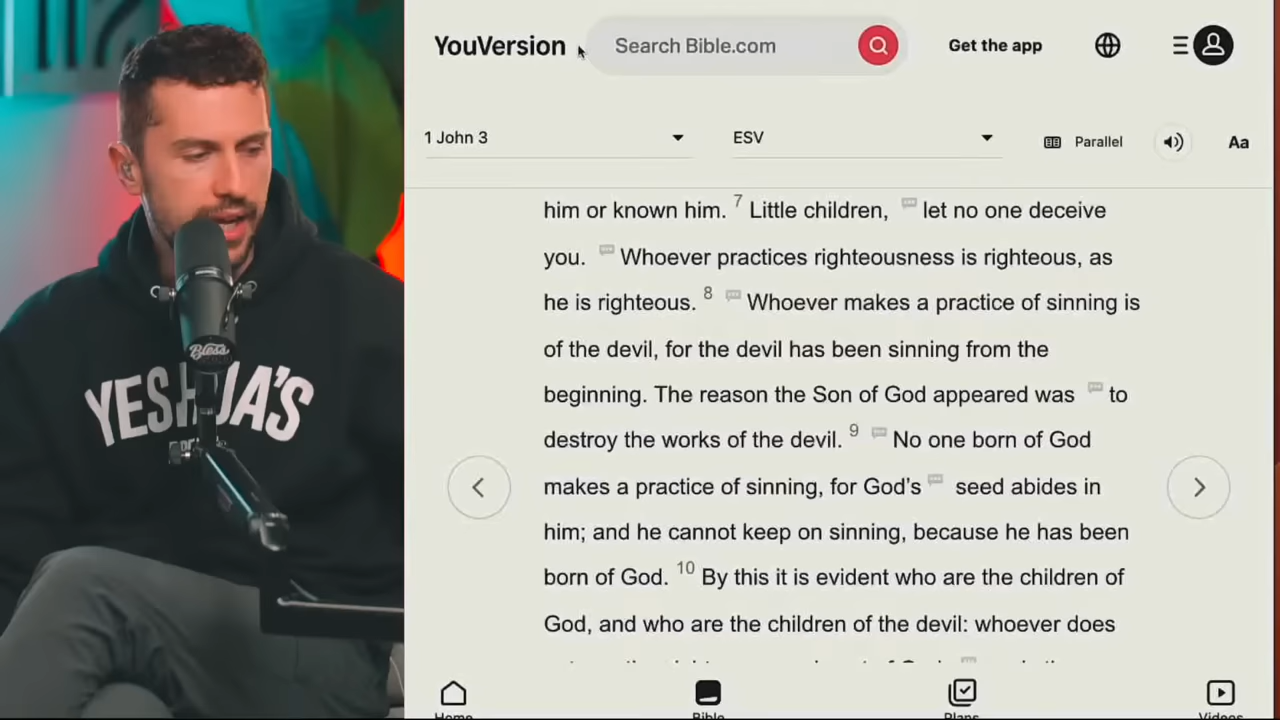 YouVersion
Search Bible.com
Get the app
1 John 3
ESV
Parallel
Aa
him or known him. 7 Little children, let no one deceive
you. Whoever practices righteousness is righteous, as
he is righteous. 8 Whoever makes a practice of sinning is
of the devil, for the devil has been sinning from the
beginning. The reason the Son of God appeared was to
destroy the works of the devil. 9 No one born of God
makes a practice of sinning, for God's seed abides in
him; and he cannot keep on sinning, because he has been
born of God. 10 By this it is evident who are the children of
God, and who are the children of the devil: whoever does
Home
Bible
Plans
Videos
Bless
YESHUA'S